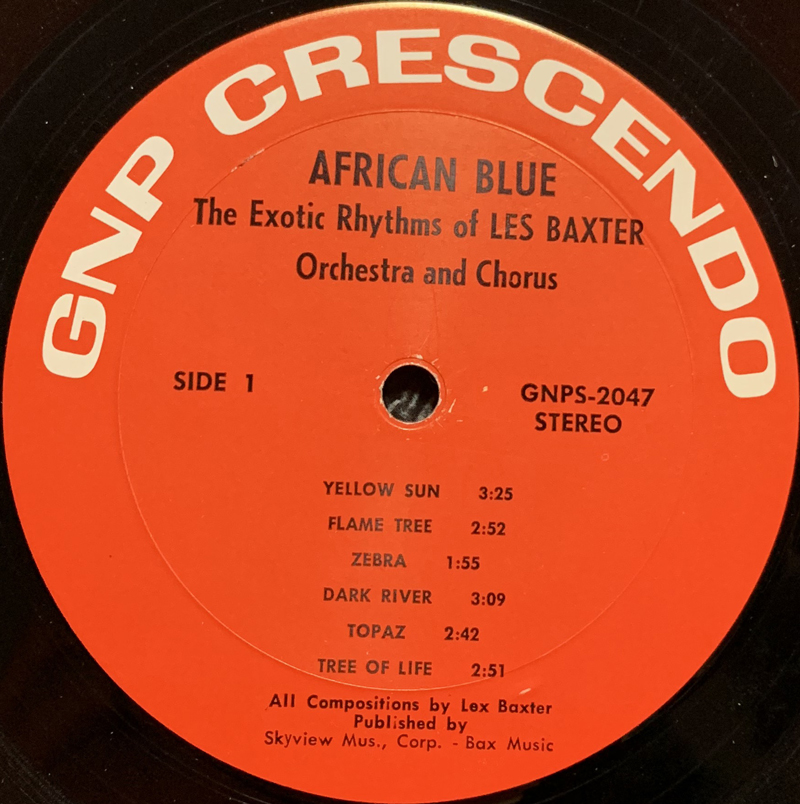 GNP CRESCENDO
AFRICAN BLUE
The Exotic Rhythms of LES BAXTER
Orchestra and Chorus
SIDE 1
GNPS-2047
STEREO
YELLOW SUN 3:25
FLAME TREE 2:52
ZEBRA 1:55
DARK RIVER 3:09
TOPAZ 2:42
TREE OF LIFE 2:51
All Compositions by Lex Baxter
Published by
Skyview Mus., Corp. - Bax Music